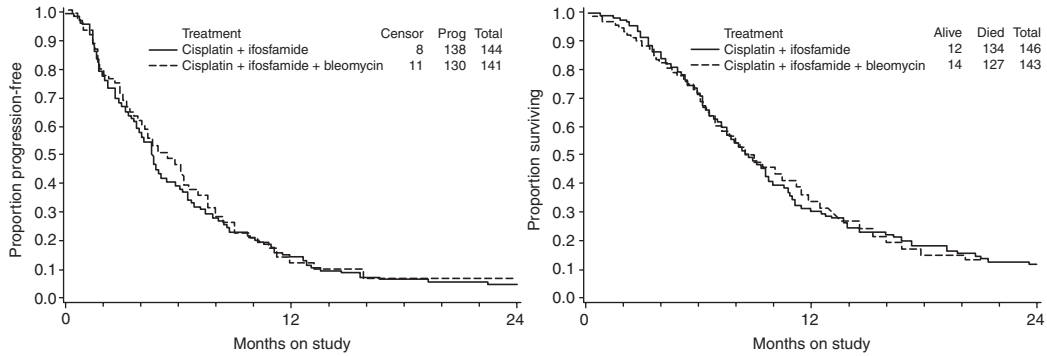 Treatment Censor Prog Total
Cisplatin + ifosfamide 8 138 144
Cisplatin + ifosfamide + bleomycin 11 130 141
Proportion progression-free
1.0
0.9
0.8
0.7
0.6
0.5
0.4
0.3
0.2
0.1
0.0
0 12 24
Months on study
Treatment Alive Died Total
Cisplatin + ifosfamide 12 134 146
Cisplatin + ifosfamide + bleomycin 14 127 143
Proportion surviving
1.0
0.9
0.8
0.7
0.6
0.5
0.4
0.3
0.2
0.1
0.0
0 12 24
Months on study